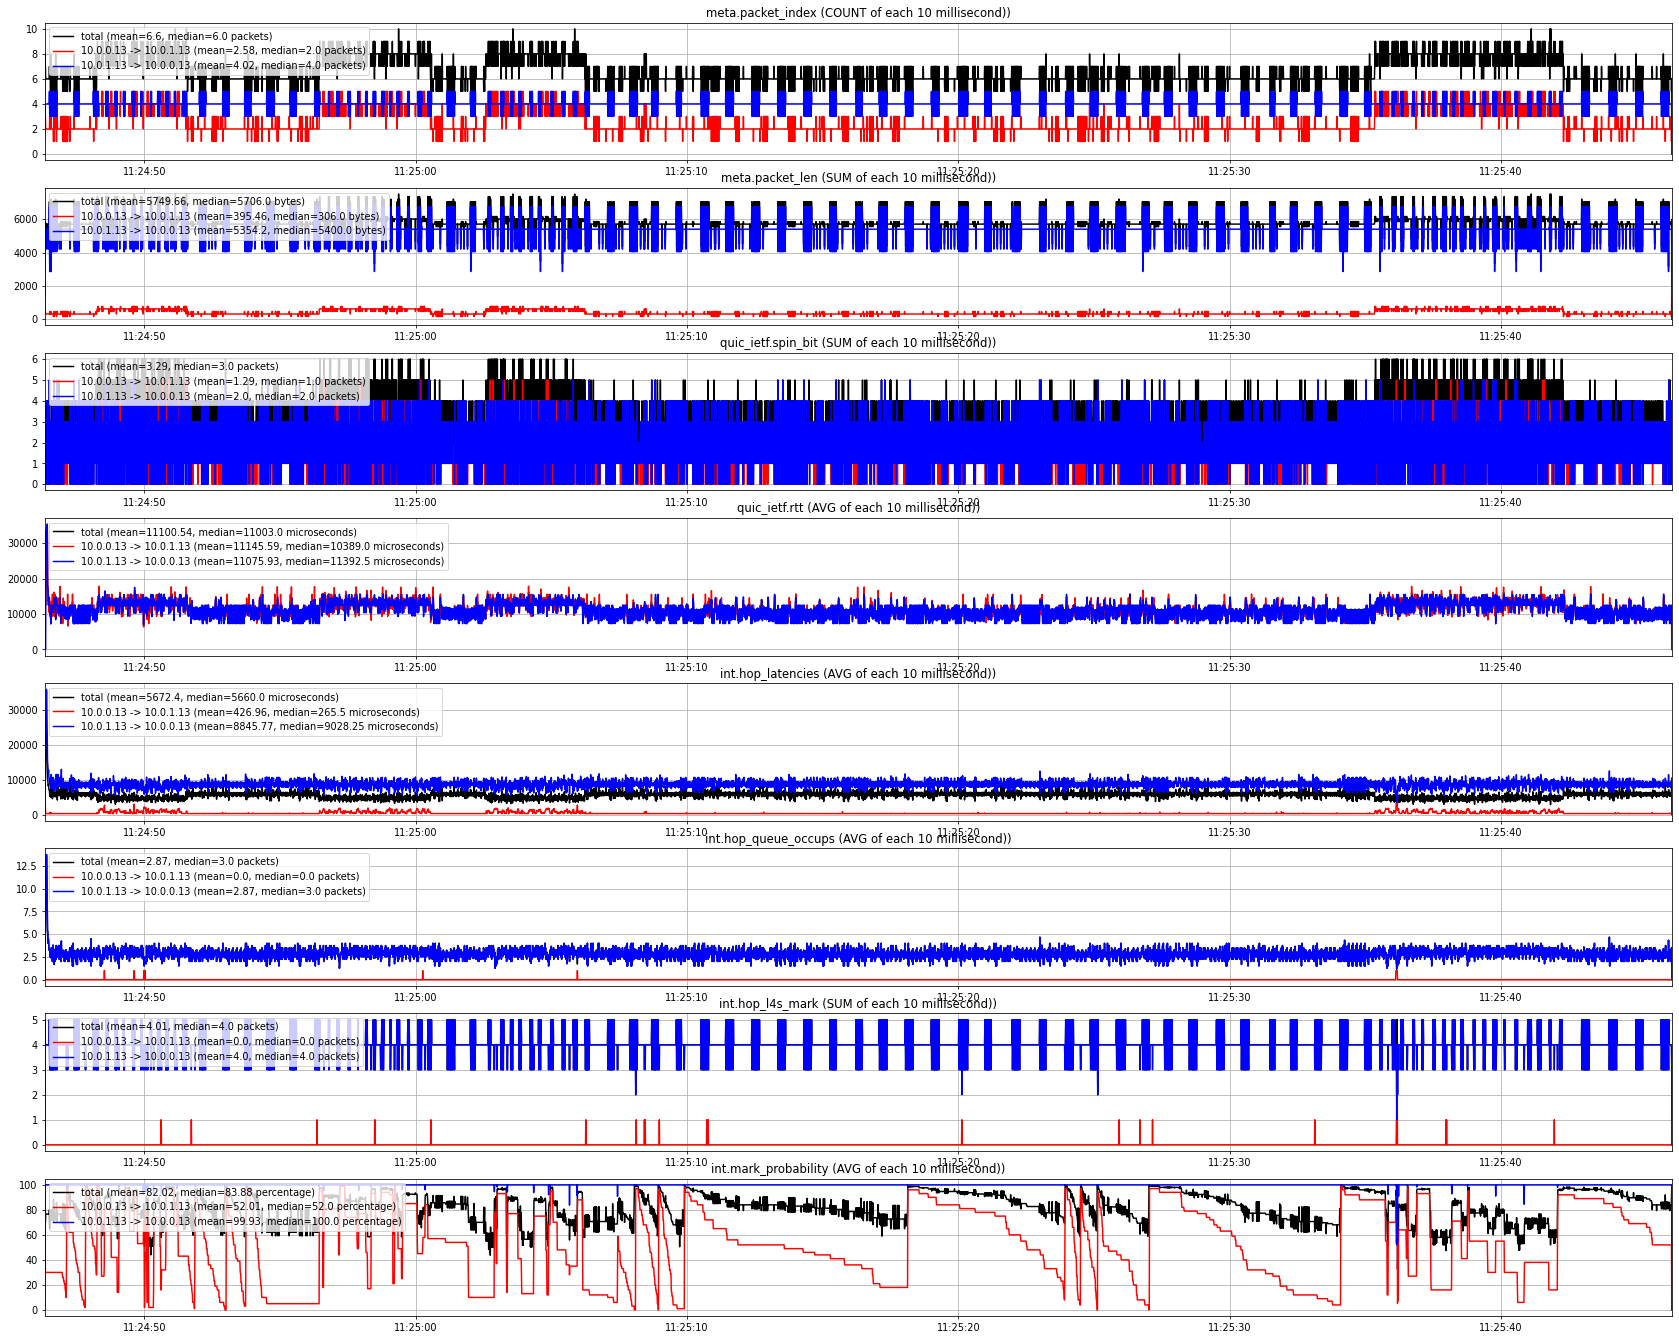 meta.packet_index (COUNT of each 10 millisecond))
total (mean=6.6, median=6.0 packets)
10.0.0.13 -> 10.0.1.13 (mean=2.58, median=2.0 packets)
10.0.1.13 -> 10.0.0.13 (mean=4.02, median=4.0 packets)
10
8
6
4
2
0
11:24:50 11:25:00 11:25:10 11:25:20 11:25:30 11:25:40
meta.packet_len (SUM of each 10 millisecond))
total (mean=5749.66, median=5706.0 bytes)
10.0.0.13 -> 10.0.1.13 (mean=395.46, median=306.0 bytes)
10.0.1.13 -> 10.0.0.13 (mean=5354.2, median=5400.0 bytes)
6000
4000
2000
0
11:24:50 11:25:00 11:25:10 11:25:20 11:25:30 11:25:40
quic_ietf.spin_bit (SUM of each 10 millisecond))
total (mean=3.29, median=3.0 packets)
10.0.0.13 -> 10.0.1.13 (mean=1.29, median=1.0 packets)
10.0.1.13 -> 10.0.0.13 (mean=2.0, median=2.0 packets)
6
5
4
3
2
1
0
11:24:50 11:25:00 11:25:10 11:25:20 11:25:30 11:25:40
quic_ietf.rtt (AVG of each 10 millisecond))
total (mean=11100.54, median=11003.0 microseconds)
10.0.0.13 -> 10.0.1.13 (mean=11145.59, median=10389.0 microseconds)
10.0.1.13 -> 10.0.0.13 (mean=11075.93, median=11392.5 microseconds)
30000
20000
10000
0
11:24:50 11:25:00 11:25:10 11:25:20 11:25:30 11:25:40
int.hop_latencies (AVG of each 10 millisecond))
total (mean=5672.4, median=5660.0 microseconds)
10.0.0.13 -> 10.0.1.13 (mean=426.96, median=265.5 microseconds)
10.0.1.13 -> 10.0.0.13 (mean=8845.77, median=9028.25 microseconds)
30000
20000
10000
0
11:24:50 11:25:00 11:25:10 11:25:20 11:25:30 11:25:40
int.hop_queue_occups (AVG of each 10 millisecond))
total (mean=2.87, median=3.0 packets)
10.0.0.13 -> 10.0.1.13 (mean=0.0, median=0.0 packets)
10.0.1.13 -> 10.0.0.13 (mean=2.87, median=3.0 packets)
12.5
10.0
7.5
5.0
2.5
0.0
11:24:50 11:25:00 11:25:10 11:25:20 11:25:30 11:25:40
int.hop_l4s_mark (SUM of each 10 millisecond))
total (mean=4.01, median=4.0 packets)
10.0.0.13 -> 10.0.1.13 (mean=0.0, median=0.0 packets)
10.0.1.13 -> 10.0.0.13 (mean=4.0, median=4.0 packets)
5
4
3
2
1
0
11:24:50 11:25:00 11:25:10 11:25:20 11:25:30 11:25:40
int.mark_probability (AVG of each 10 millisecond))
total (mean=82.02, median=83.88 percentage)
10.0.0.13 -> 10.0.1.13 (mean=52.01, median=52.0 percentage)
10.0.1.13 -> 10.0.0.13 (mean=99.93, median=100.0 percentage)
100
80
60
40
20
0
11:24:50 11:25:00 11:25:10 11:25:20 11:25:30 11:25:40